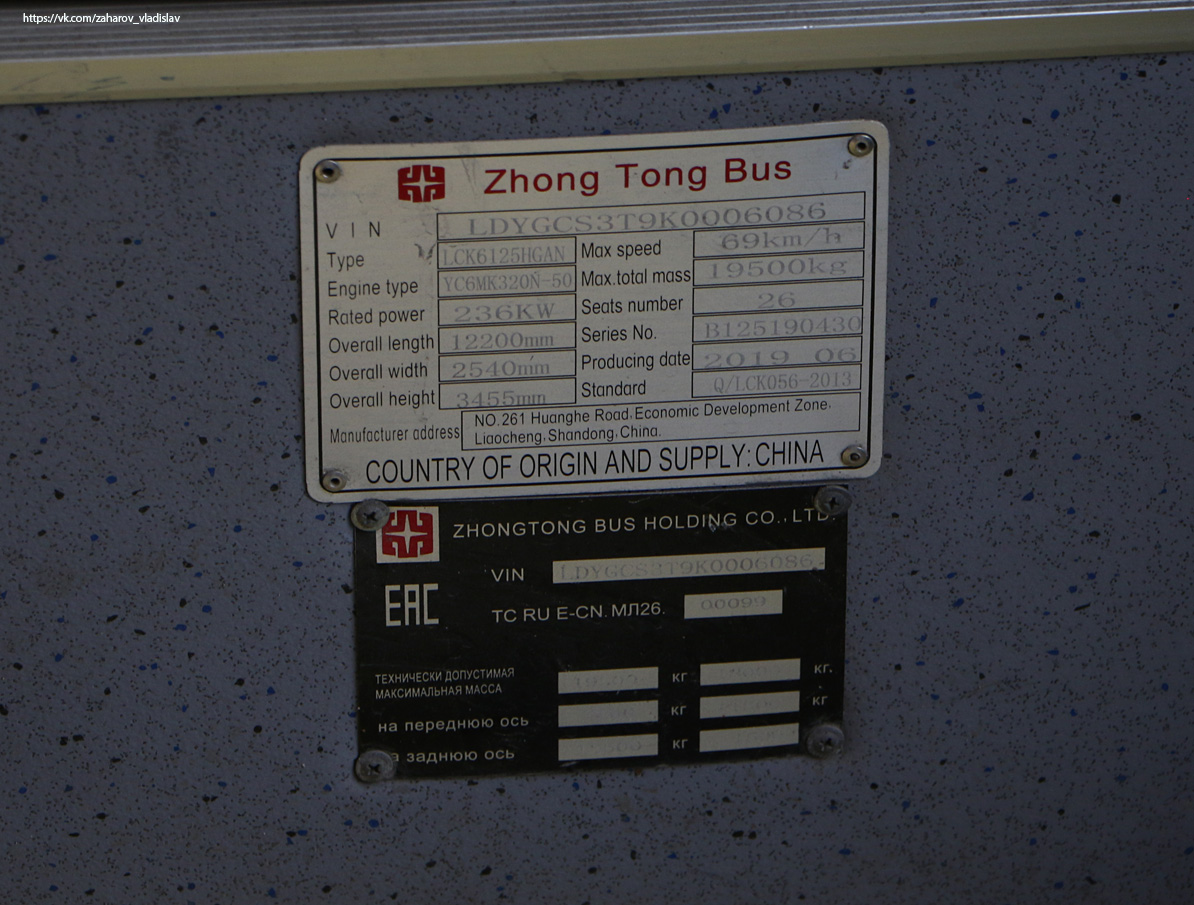 https://vk.com/zaharov_vladislav
Zhong Tong Bus
VIN LDYGCS3T9K0006086
Type LCK6125HGAN Max speed 69km/h
Engine type YC6MK320N-50 Max.total mass 19500kg
Rated power 236KW Seats number 26
Overall length 12200mm Series No. B125190430
Overall width 2540mm Producing date 2019 06
Overall height 3455mm Standard Q/LCK056-2013
Manufacturer address NO.261 Huanghe Road, Economic Development Zone,
Liaocheng, Shandong, China.
COUNTRY OF ORIGIN AND SUPPLY: CHINA
ZHONGTONG BUS HOLDING CO., LTD.
VIN LDYGCS3T9K0006086
EAC TC RU E-CN. МЛ26. 00099
ТЕХНИЧЕСКИ ДОПУСТИМАЯ
МАКСИМАЛЬНАЯ МАССА кг кг.
на переднюю ось кг кг
на заднюю ось кг